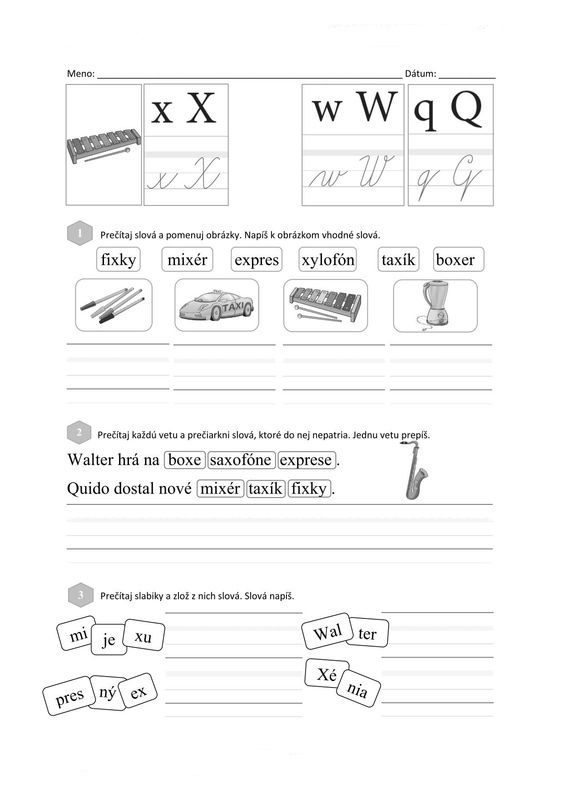 Meno: Dátum:
x X w W q Q
x X w W q Q
1 Prečítaj slová a pomenuj obrázky. Napíš k obrázkom vhodné slová.
fixky mixér expres xylofón taxík boxer
TAXI
2 Prečítaj každú vetu a prečiarkni slová, ktoré do nej nepatria. Jednu vetu prepíš.
Walter hrá na boxe saxofóne exprese.
Quido dostal nové mixér taxík fixky.
3 Prečítaj slabiky a zlož z nich slová. Slová napíš.
mi je xu Wal ter
pres ný ex Xé nia